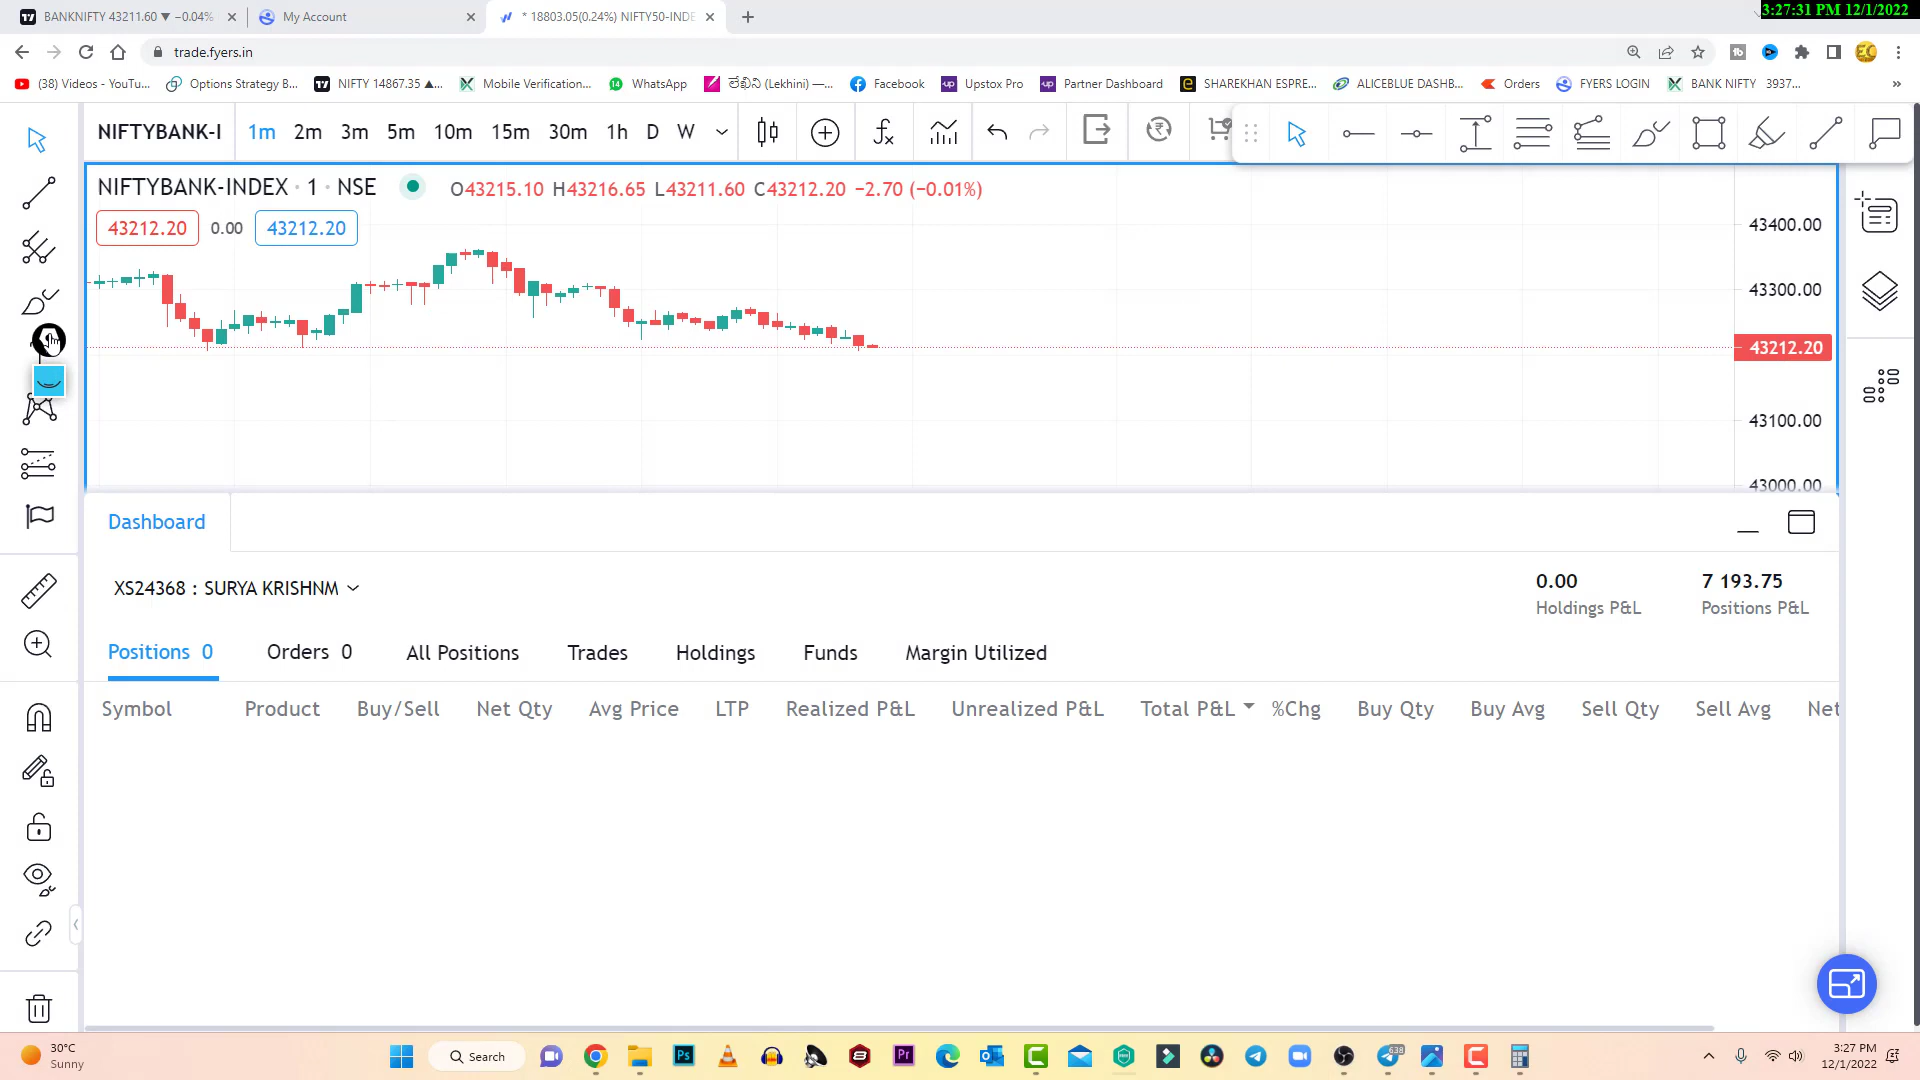 BANKNIFTY 43211.60 ▼ −0.04%
My Account
* 18803.05(0.24%) NIFTY50-INDE
3:27:31 PM 12/1/2022
trade.fyers.in
(38) Videos - YouTu...
Options Strategy B...
NIFTY 14867.35 ▲...
Mobile Verification...
WhatsApp
Facebook
Upstox Pro
Partner Dashboard
SHAREKHAN ESPRE...
ALICEBLUE DASHB...
Orders
FYERS LOGIN
BANK NIFTY 3937...
»
NIFTYBANK-I 1m 2m 3m 5m 10m 15m 30m 1h D W
NIFTYBANK-INDEX · 1 · NSE O43215.10 H43216.65 L43211.60 C43212.20 −2.70 (−0.01%)
43212.20 0.00 43212.20
43400.00
43300.00
43212.20
43100.00
43000.00
Dashboard
XS24368 : SURYA KRISHNM
0.00 7 193.75
Holdings P&L Positions P&L
Positions 0 Orders 0 All Positions Trades Holdings Funds Margin Utilized
Symbol Product Buy/Sell Net Qty Avg Price LTP Realized P&L Unrealized P&L Total P&L %Chg Buy Qty Buy Avg Sell Qty Sell Avg Net
30°C
Sunny
Search
638
3:27 PM
12/1/2022